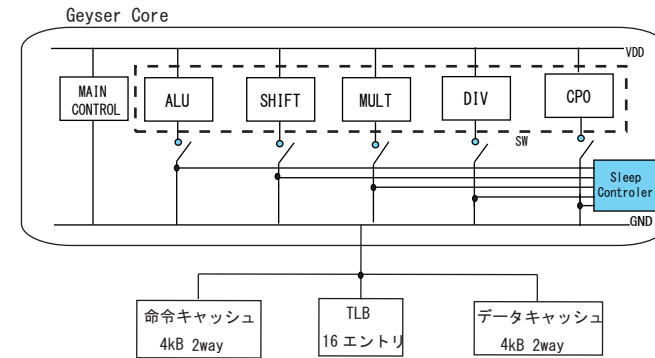 Geyser Core
VDD
MAIN
CONTROL
ALU
SHIFT
MULT
DIV
CPO
SW
Sleep
Controler
GND
命令キャッシュ
4kB 2way
TLB
16 エントリ
データキャッシュ
4kB 2way